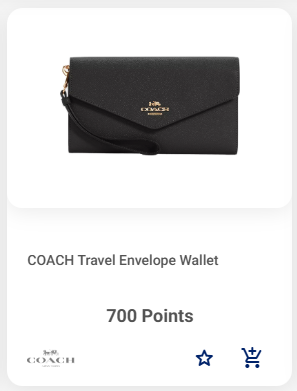 COACH
COACH Travel Envelope Wallet
700 Points
COACH